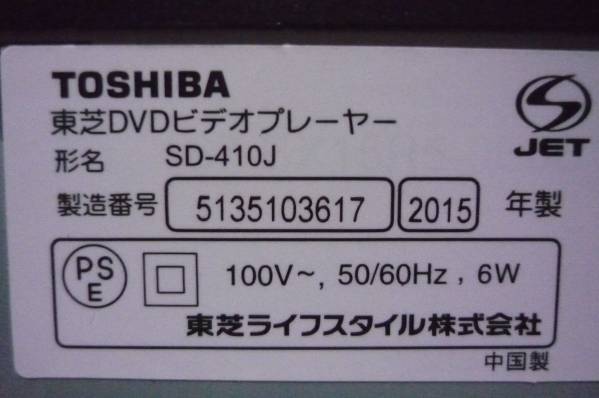 TOSHIBA
東芝DVDビデオプレーヤー
形名 SD-410J
JET
製造番号 5135103617 2015 年製
PS E 100V~, 50/60Hz , 6W
東芝ライフスタイル株式会社
中国製